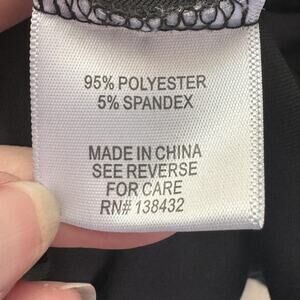 95% POLYESTER
5% SPANDEX
MADE IN CHINA
SEE REVERSE
FOR CARE
RN# 138432